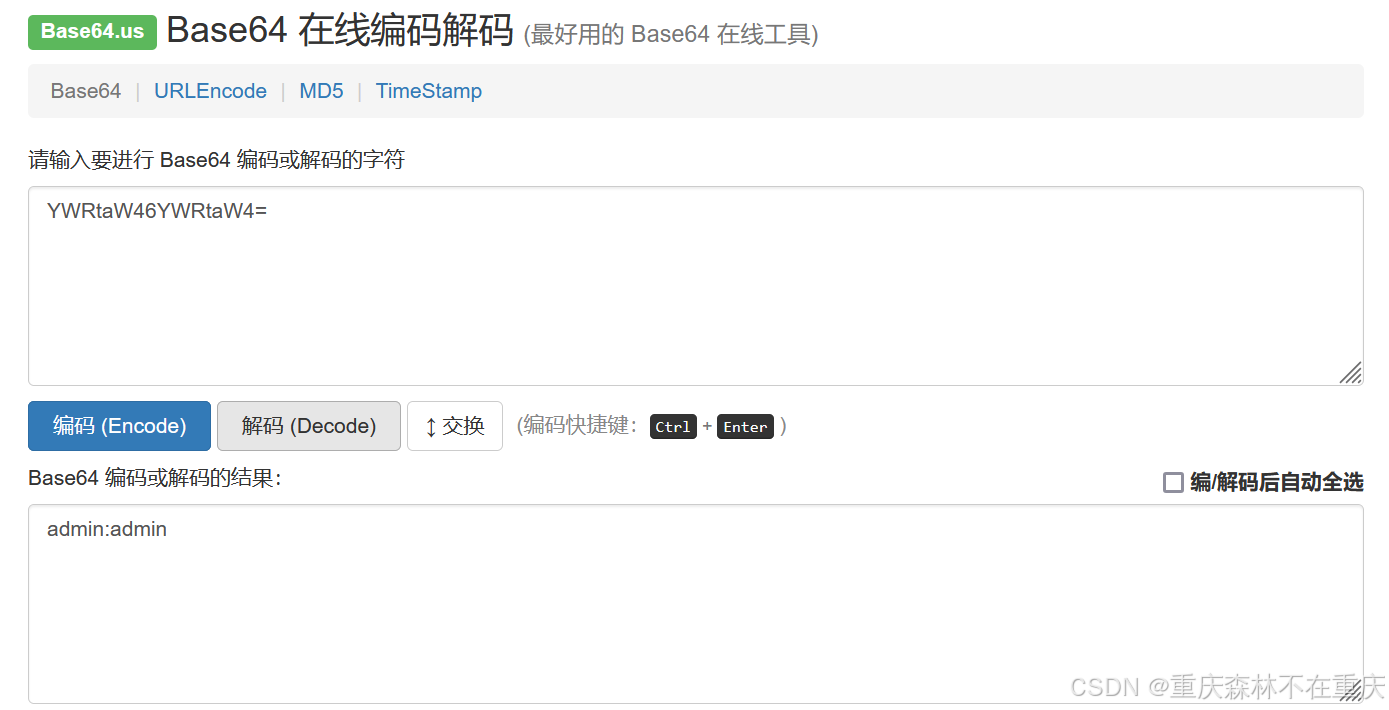 Base64.us Base64 在线编码解码 (最好用的 Base64 在线工具)
Base64 | URLEncode | MD5 | TimeStamp
请输入要进行 Base64 编码或解码的字符
YWRtaW46YWRtaW4=
编码 (Encode) 解码 (Decode) ↕ 交换 (编码快捷键: Ctrl + Enter )
Base64 编码或解码的结果: 编/解码后自动全选
admin:admin
CSDN @重庆森林不在重庆